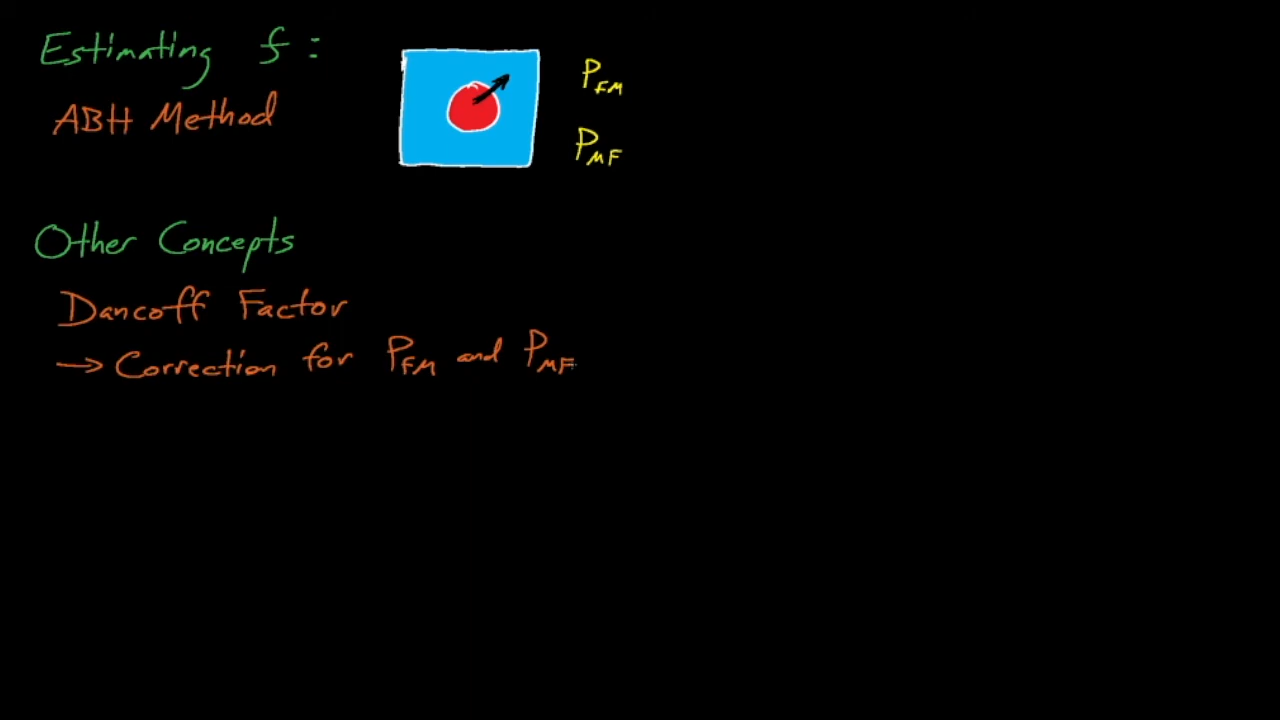 Estimating f:
ABH Method
P_FM
P_MF
Other Concepts
Dancoff Factor
→ Correction for P_FM and P_MF